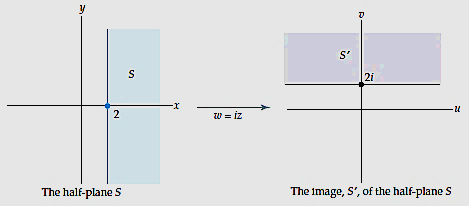 y
S
x
2
The half-plane S
w = iz
v
S′
2i
u
The image, S′, of the half-plane S